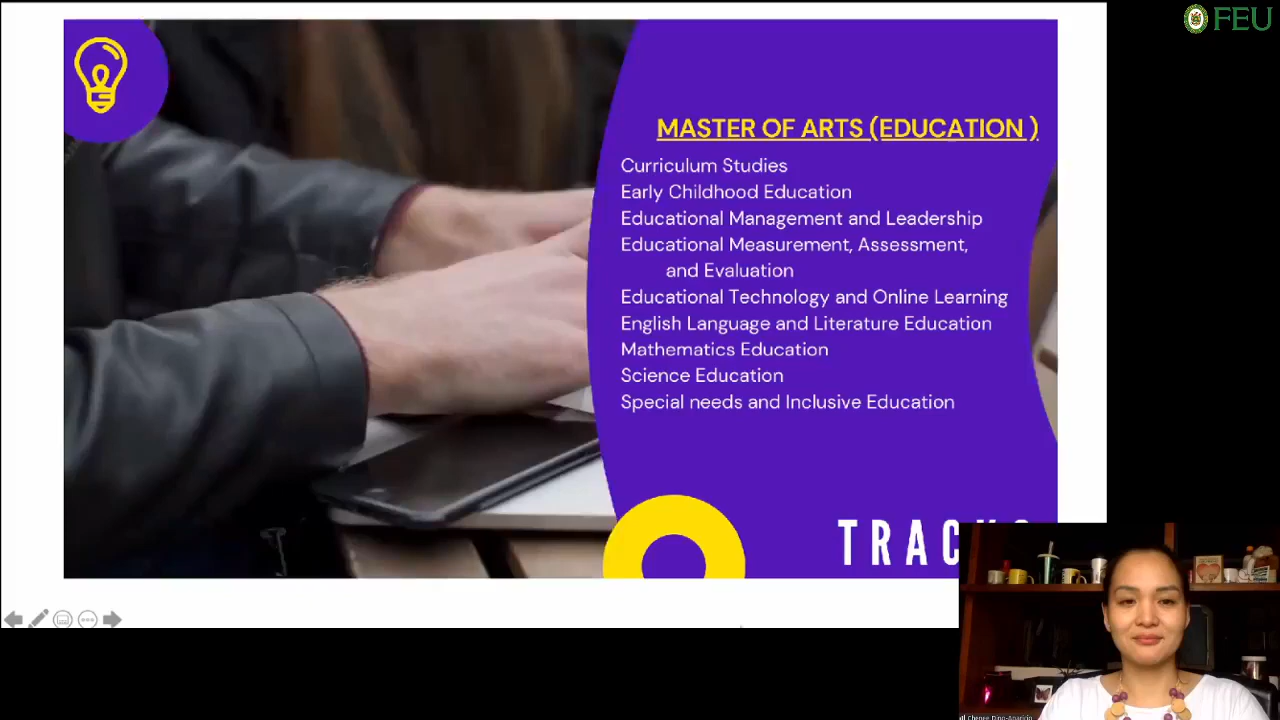 FEU
MASTER OF ARTS (EDUCATION )
Curriculum Studies
Early Childhood Education
Educational Management and Leadership
Educational Measurement, Assessment,
and Evaluation
Educational Technology and Online Learning
English Language and Literature Education
Mathematics Education
Science Education
Special needs and Inclusive Education